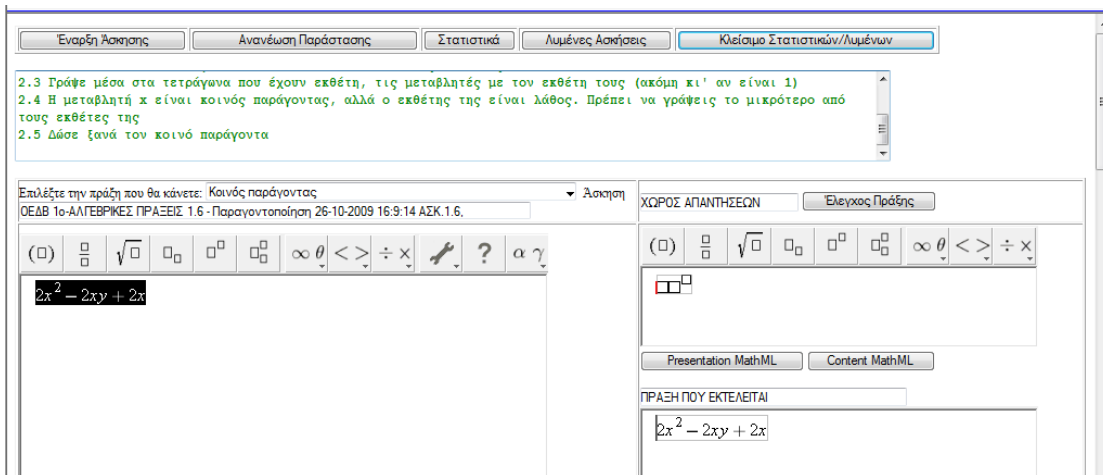 Έναρξη Άσκησης Ανανέωση Παράστασης Στατιστικά Λυμένες Ασκήσεις Κλείσιμο Στατιστικών/Λυμένων
2.3 Γράψε μέσα στα τετράγωνα που έχουν εκθέτη, τις μεταβλητές με τον εκθέτη τους (ακόμη κι' αν είναι 1)
2.4 Η μεταβλητή x είναι κοινός παράγοντας, αλλά ο εκθέτης της είναι λάθος. Πρέπει να γράψεις το μικρότερο από
τους εκθέτες της
2.5 Δώσε ξανά τον κοινό παράγοντα
Επιλέξτε την πράξη που θα κάνετε: Κοινός παράγοντας Άσκηση
ΟΕΔΒ 1ο-ΑΛΓΕΒΡΙΚΕΣ ΠΡΑΞΕΙΣ 1.6 - Παραγοντοποίηση 26-10-2009 16:9:14 ΑΣΚ.1.6,
ΧΩΡΟΣ ΑΠΑΝΤΗΣΕΩΝ Έλεγχος Πράξης
(□) √□ □□ ∞ θ < > ÷ × ? α γ
(□) √□ □□ ∞ θ < > ÷ ×
2x² − 2xy + 2x
Presentation MathML Content MathML
ΠΡΑΞΗ ΠΟΥ ΕΚΤΕΛΕΙΤΑΙ
2x² − 2xy + 2x